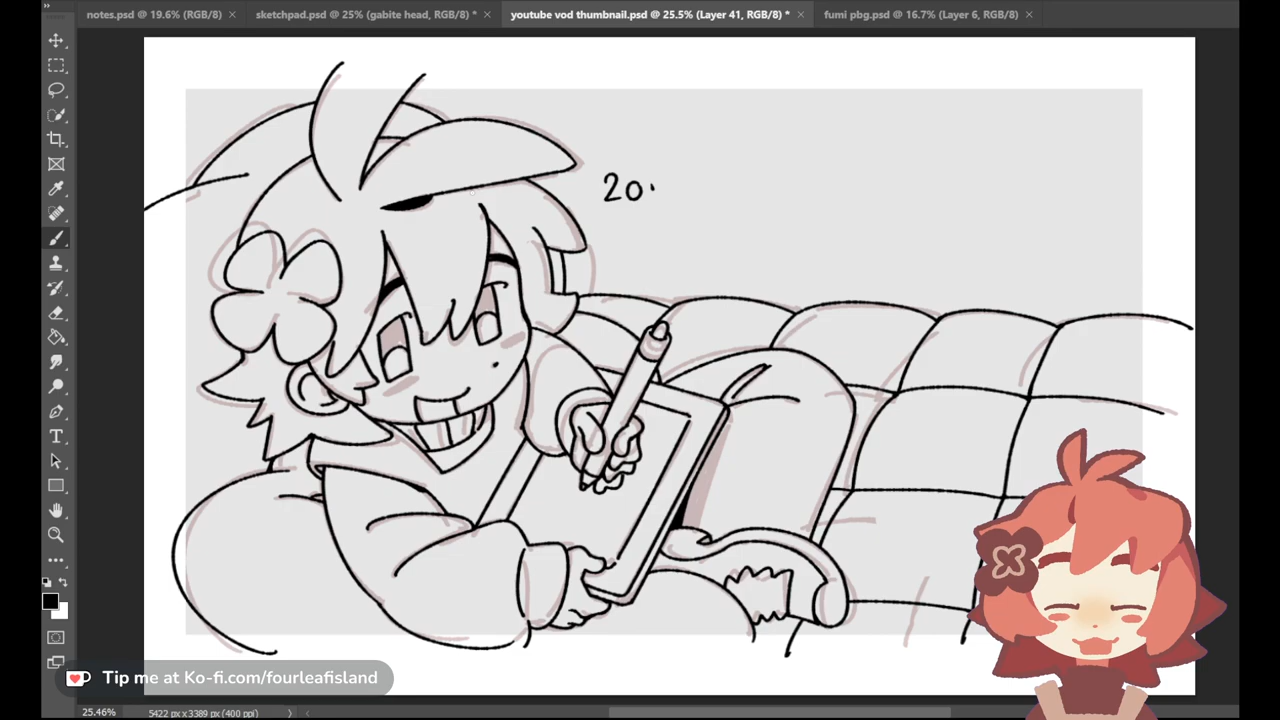 notes.psd @ 19.6% (RGB/8)
sketchpad.psd @ 25% (gabite head, RGB/8) *
youtube vod thumbnail.psd @ 25.5% (Layer 41, RGB/8) *
fumi pbg.psd @ 16.7% (Layer 6, RGB/8)
20
Tip me at Ko-fi.com/fourleafisland
25.46%
5422 px x 3389 px (400 ppi)